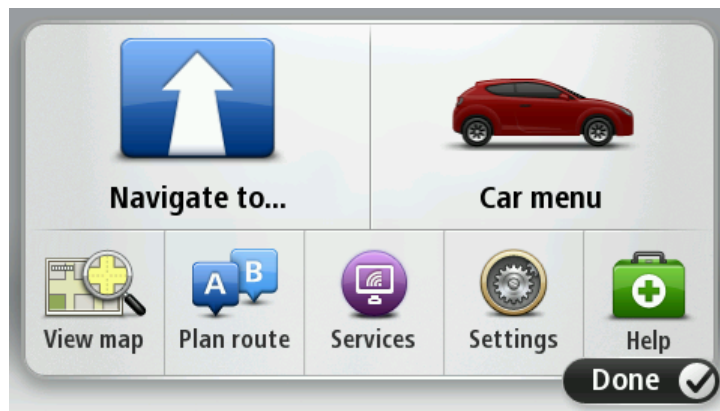 Navigate to...
Car menu
A B
View map
Plan route
Services
Settings
Help
Done